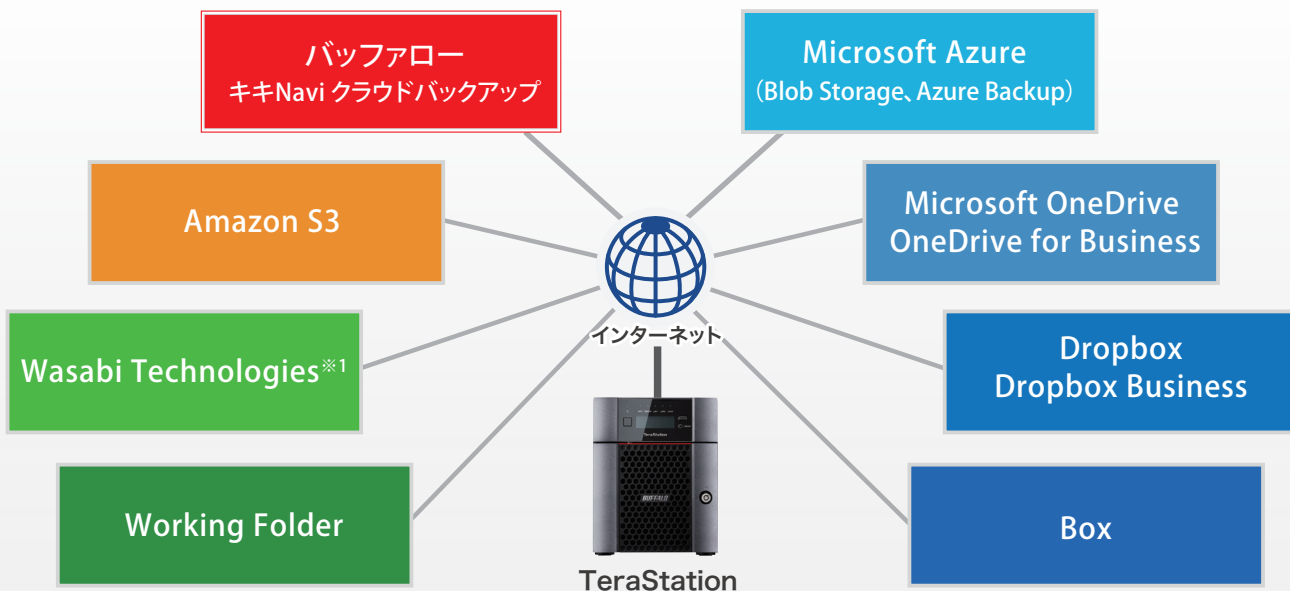 バッファロー
キキNavi クラウドバックアップ
Microsoft Azure
（Blob Storage、Azure Backup）
Amazon S3
Microsoft OneDrive
OneDrive for Business
インターネット
Wasabi Technologies※1
Dropbox
Dropbox Business
TeraStation
BUFFALO
Working Folder
Box
TeraStation